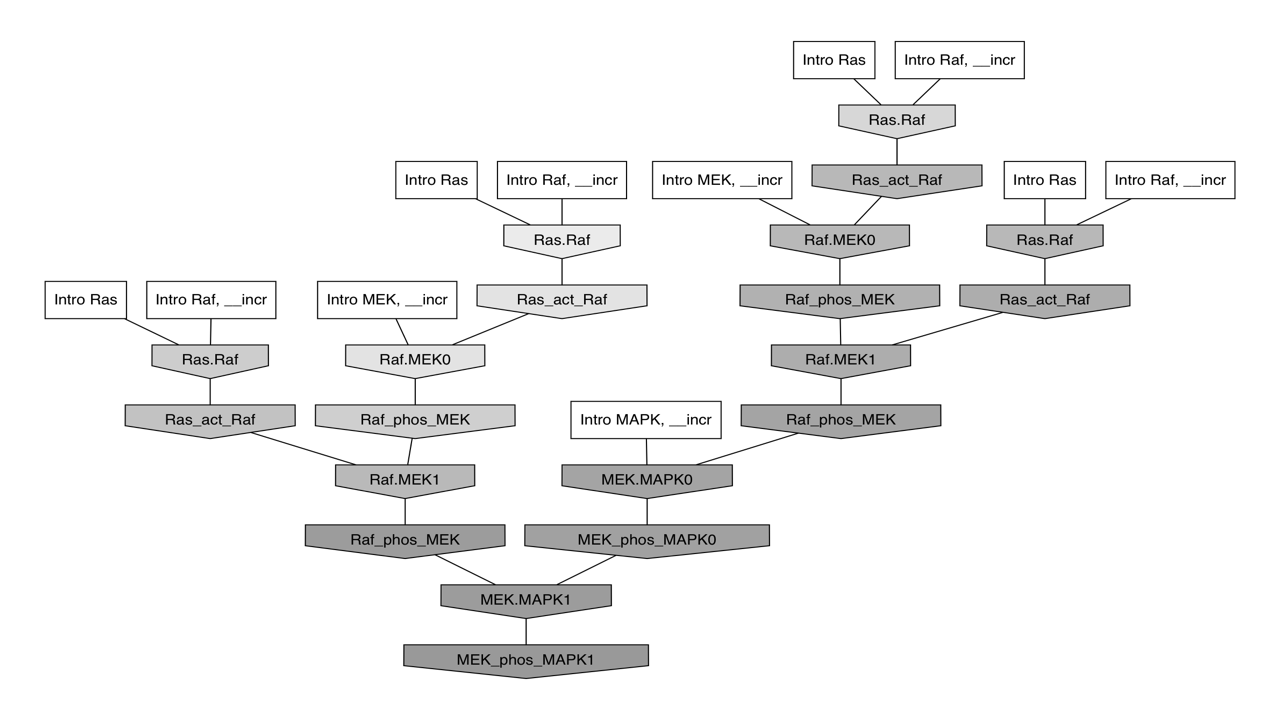 Intro Ras
Intro Raf, __incr
Ras.Raf
Intro Ras
Intro Raf, __incr
Intro MEK, __incr
Ras_act_Raf
Intro Ras
Intro Raf, __incr
Ras.Raf
Raf.MEK0
Ras.Raf
Intro Ras
Intro Raf, __incr
Intro MEK, __incr
Ras_act_Raf
Raf_phos_MEK
Ras_act_Raf
Ras.Raf
Raf.MEK0
Raf.MEK1
Ras_act_Raf
Raf_phos_MEK
Intro MAPK, __incr
Raf_phos_MEK
Raf.MEK1
MEK.MAPK0
Raf_phos_MEK
MEK_phos_MAPK0
MEK.MAPK1
MEK_phos_MAPK1